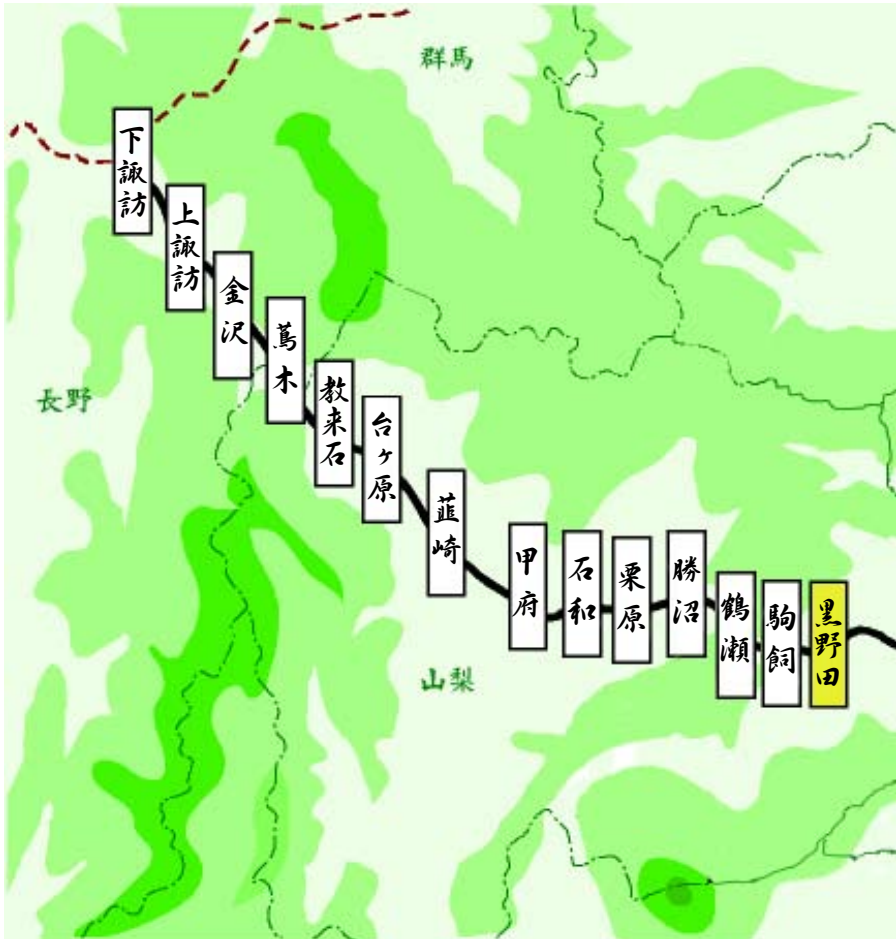 群馬
下諏訪
上諏訪
金沢
蔦木
教来石
台ヶ原
長野
韮崎
甲府
石和
栗原
勝沼
鶴瀬
駒飼
黒野田
山梨